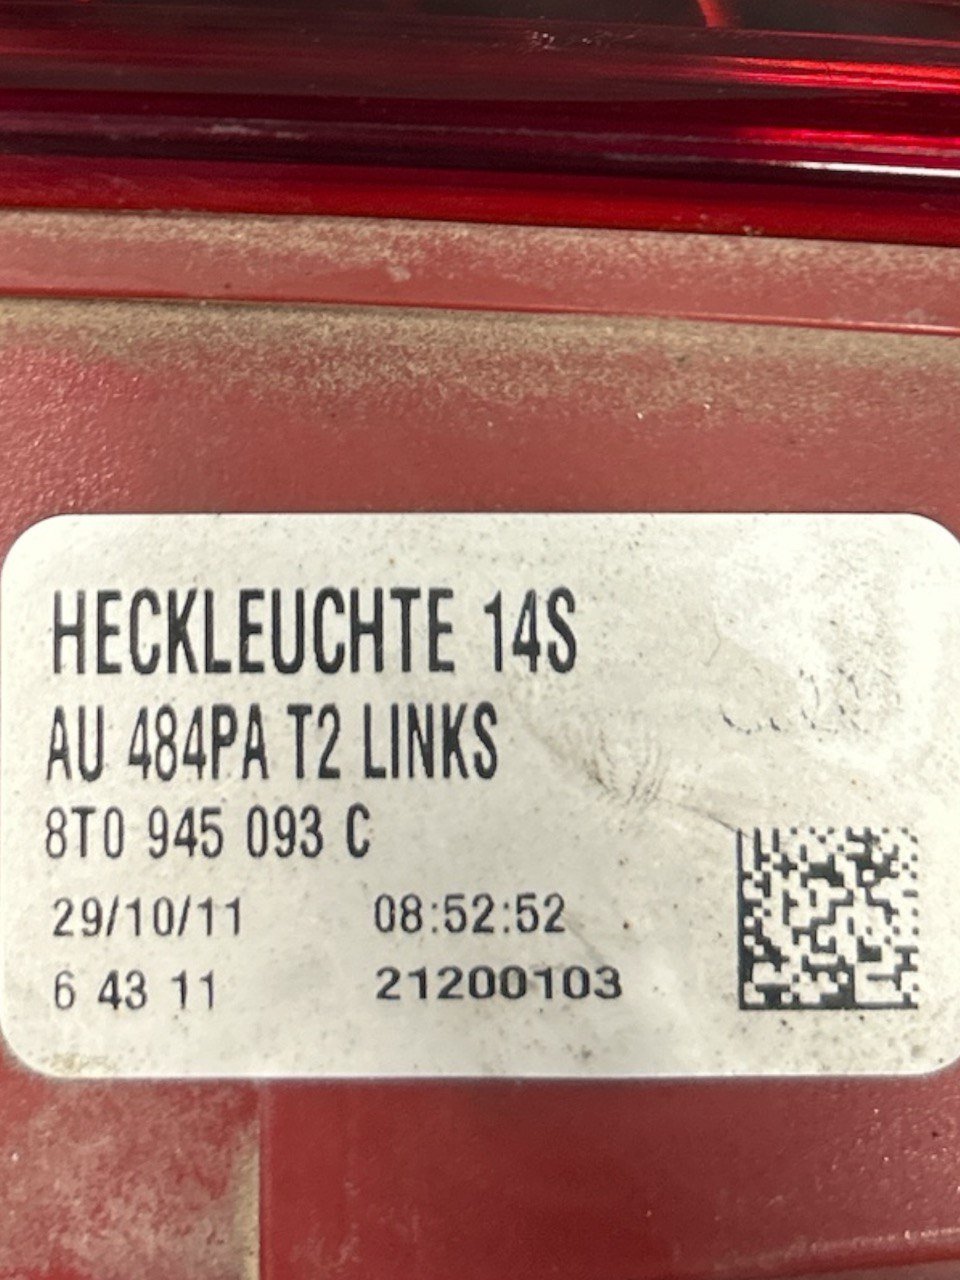 HECKLEUCHTE 14S
AU 484PA T2 LINKS
8T0 945 093 C
29/10/11 08:52:52
6 43 11 21200103